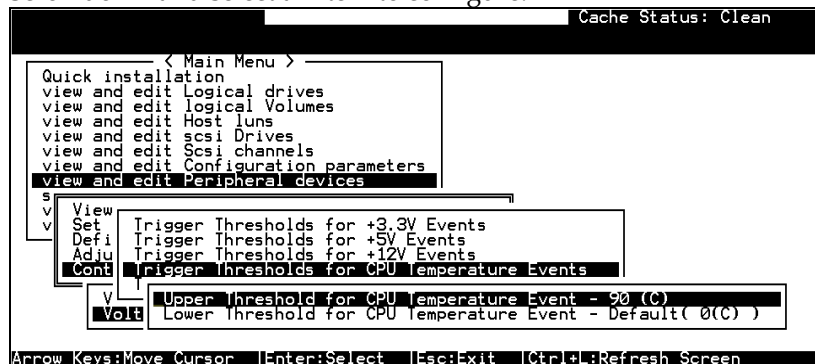 Cache Status: Clean
< Main Menu >
Quick installation
view and edit Logical drives
view and edit logical Volumes
view and edit Host luns
view and edit scsi Drives
view and edit Scsi channels
view and edit Configuration parameters
view and edit Peripheral devices
s
v View
v Set Trigger Thresholds for +3.3V Events
Defi Trigger Thresholds for +5V Events
Adju Trigger Thresholds for +12V Events
Cont Trigger Thresholds for CPU Temperature Events
V Upper Threshold for CPU Temperature Event - 90 (C)
Volt Lower Threshold for CPU Temperature Event - Default( 0(C) )
Arrow Keys:Move Cursor |Enter:Select |Esc:Exit |Ctrl+L:Refresh Screen